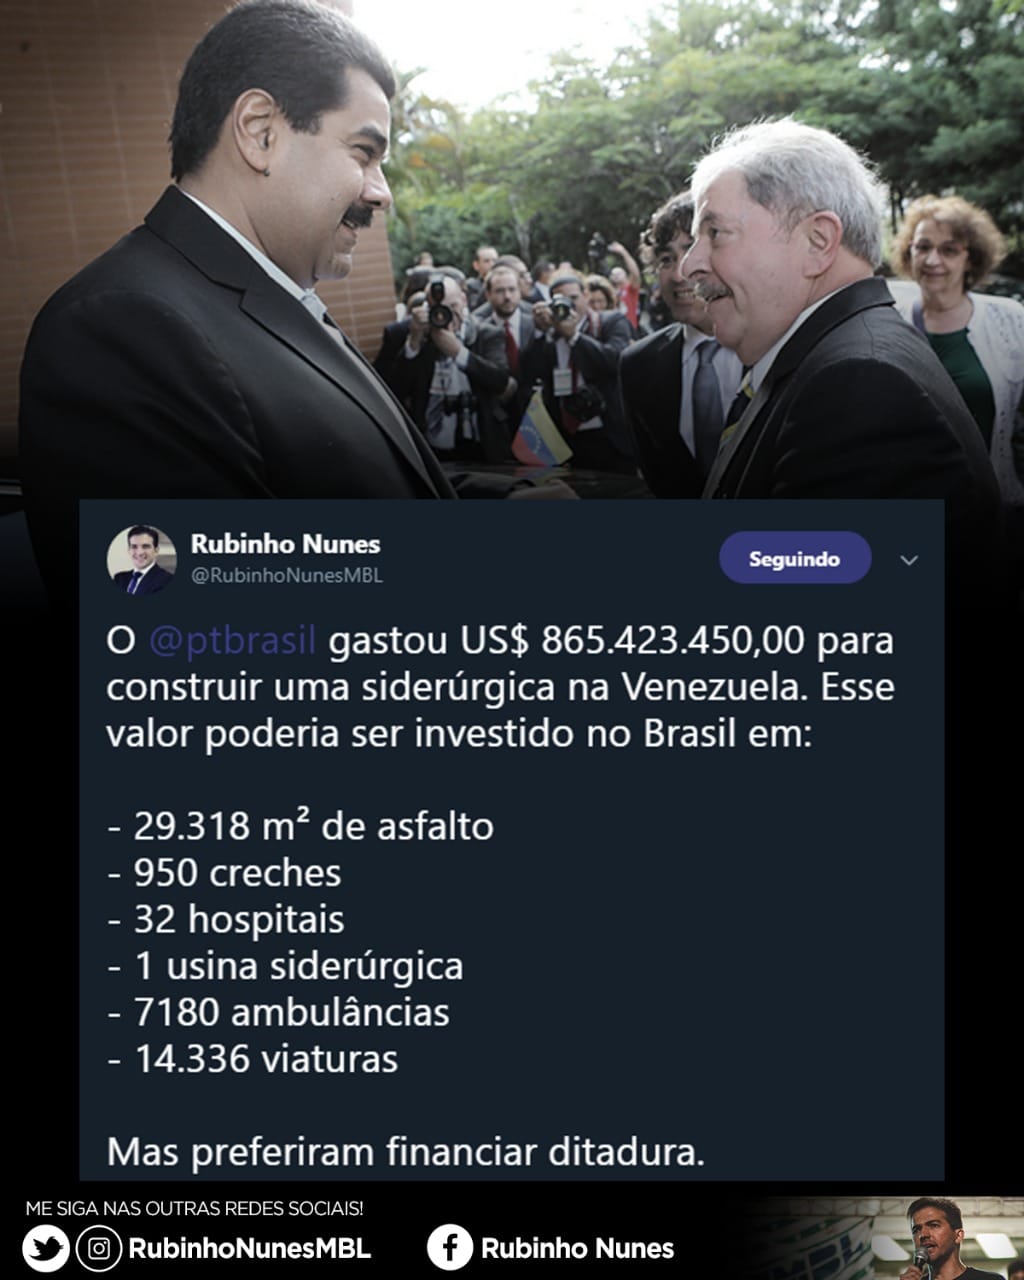 Rubinho Nunes
@RubinhoNunesMBL
Seguindo
O @ptbrasil gastou US$ 865.423.450,00 para
construir uma siderúrgica na Venezuela. Esse
valor poderia ser investido no Brasil em:
- 29.318 m² de asfalto
- 950 creches
- 32 hospitais
- 1 usina siderúrgica
- 7180 ambulâncias
- 14.336 viaturas
Mas preferiram financiar ditadura.
ME SIGA NAS OUTRAS REDES SOCIAIS!
RubinhoNunesMBL
Rubinho Nunes